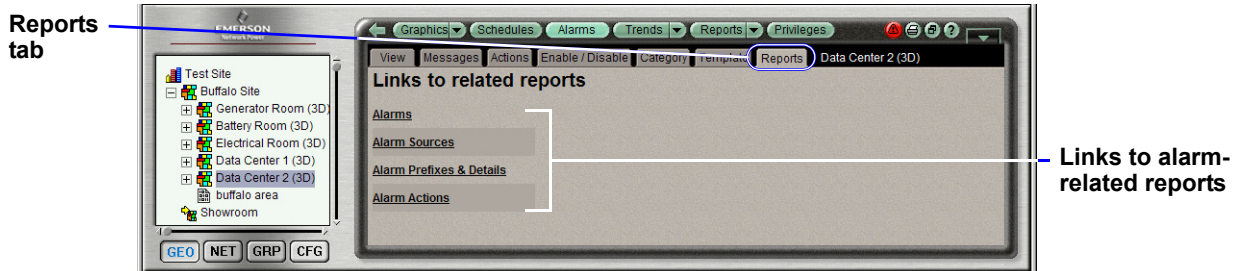 Reports
tab
EMERSON
Network Power
Graphics Schedules Alarms Trends Reports Privileges ?
View Messages Actions Enable / Disable Category Template Reports Data Center 2 (3D)
Test Site
Buffalo Site
Generator Room (3D)
Battery Room (3D)
Electrical Room (3D)
Data Center 1 (3D)
Data Center 2 (3D)
buffalo area
Showroom
GEO NET GRP CFG
Links to related reports
Alarms
Alarm Sources
Alarm Prefixes & Details
Alarm Actions
Links to alarm-
related reports